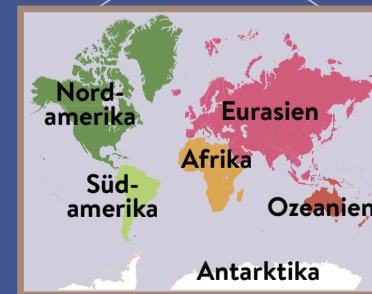 Nord-
amerika
Eurasien
Afrika
Süd-
amerika
Ozeanien
Antarktika